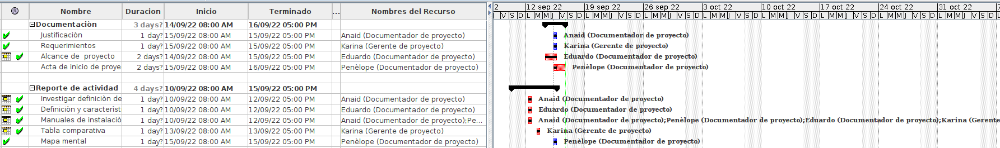 Nombre Duracion Inicio Terminado ... Nombres del Recurso
2 12 sep 22 19 sep 22 26 sep 22 3 oct 22 10 oct 22 17 oct 22 24 oct 22 31 oct 22
V S D L M M J V S D L M M J V S D L M M J V S D L M M J V S D L M M J V S D L M M J V S D L M M J V S D L M M J V S D L
Documentaciòn 3 days? 14/09/22 08:00 AM 16/09/22 05:00 PM
Justificaciòn 1 day? 15/09/22 08:00 AM 15/09/22 05:00 PM Anaid (Documentador de proyecto) Anaid (Documentador de proyecto)
Requerimientos 1 day? 15/09/22 08:00 AM 15/09/22 05:00 PM Karina (Gerente de proyecto) Karina (Gerente de proyecto)
Alcance de proyecto 2 days? 14/09/22 08:00 AM 15/09/22 05:00 PM Eduardo (Documentador de proyecto) Eduardo (Documentador de proyecto)
Acta de inicio de proye 2 days? 15/09/22 08:00 AM 16/09/22 05:00 PM Penèlope (Documentador de proyecto) Penèlope (Documentador de proyecto)
Reporte de actividad 4 days? 10/09/22 08:00 AM 15/09/22 05:00 PM
Investigar definiciòn de 1 day? 10/09/22 08:00 AM 12/09/22 05:00 PM Anaid (Documentador de proyecto) Anaid (Documentador de proyecto)
Definiciòn y caracterìst 1 day? 10/09/22 08:00 AM 12/09/22 05:00 PM Eduardo (Documentador de proyecto) Eduardo (Documentador de proyecto)
Manuales de instalaciò 1 day? 10/09/22 08:00 AM 12/09/22 05:00 PM Anaid (Documentador de proyecto);Pe... Anaid (Documentador de proyecto);Penèlope (Documentador de proyecto);Eduardo (Documentador de proyecto);Karina (Gerente
Tabla comparativa 1 day? 13/09/22 08:00 AM 13/09/22 05:00 PM Karina (Gerente de proyecto) Karina (Gerente de proyecto)
Mapa mental 1 day? 15/09/22 08:00 AM 15/09/22 05:00 PM Penèlope (Documentador de proyecto) Penèlope (Documentador de proyecto)